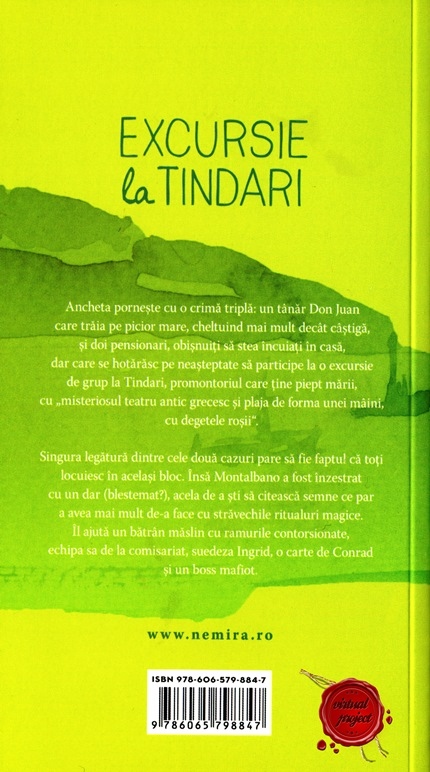 EXCURSIE
la TINDARI
Ancheta pornește cu o crimă triplă: un tânăr Don Juan
care trăia pe picior mare, cheltuind mai mult decât câștigă,
și doi pensionari, obișnuiți să stea încuiați în casă,
dar care se hotărăsc pe neașteptate să participe la o excursie
de grup la Tindari, promontoriul care ține piept mării,
cu „misteriosul teatru antic grecesc și plaja de forma unei mâini,
cu degetele roșii“.
Singura legătură dintre cele două cazuri pare să fie faptul că toți
locuiesc în același bloc. Însă Montalbano a fost înzestrat
cu un dar (blestemat?), acela de a ști să citească semne ce par
a avea mai mult de-a face cu străvechile ritualuri magice.
Îl ajută un bătrân măslin cu ramurile contorsionate,
echipa sa de la comisariat, suedeza Ingrid, o carte de Conrad
și un boss mafiot.
www.nemira.ro
ISBN 978-606-579-884-7
9 786065 798847
virtual
project